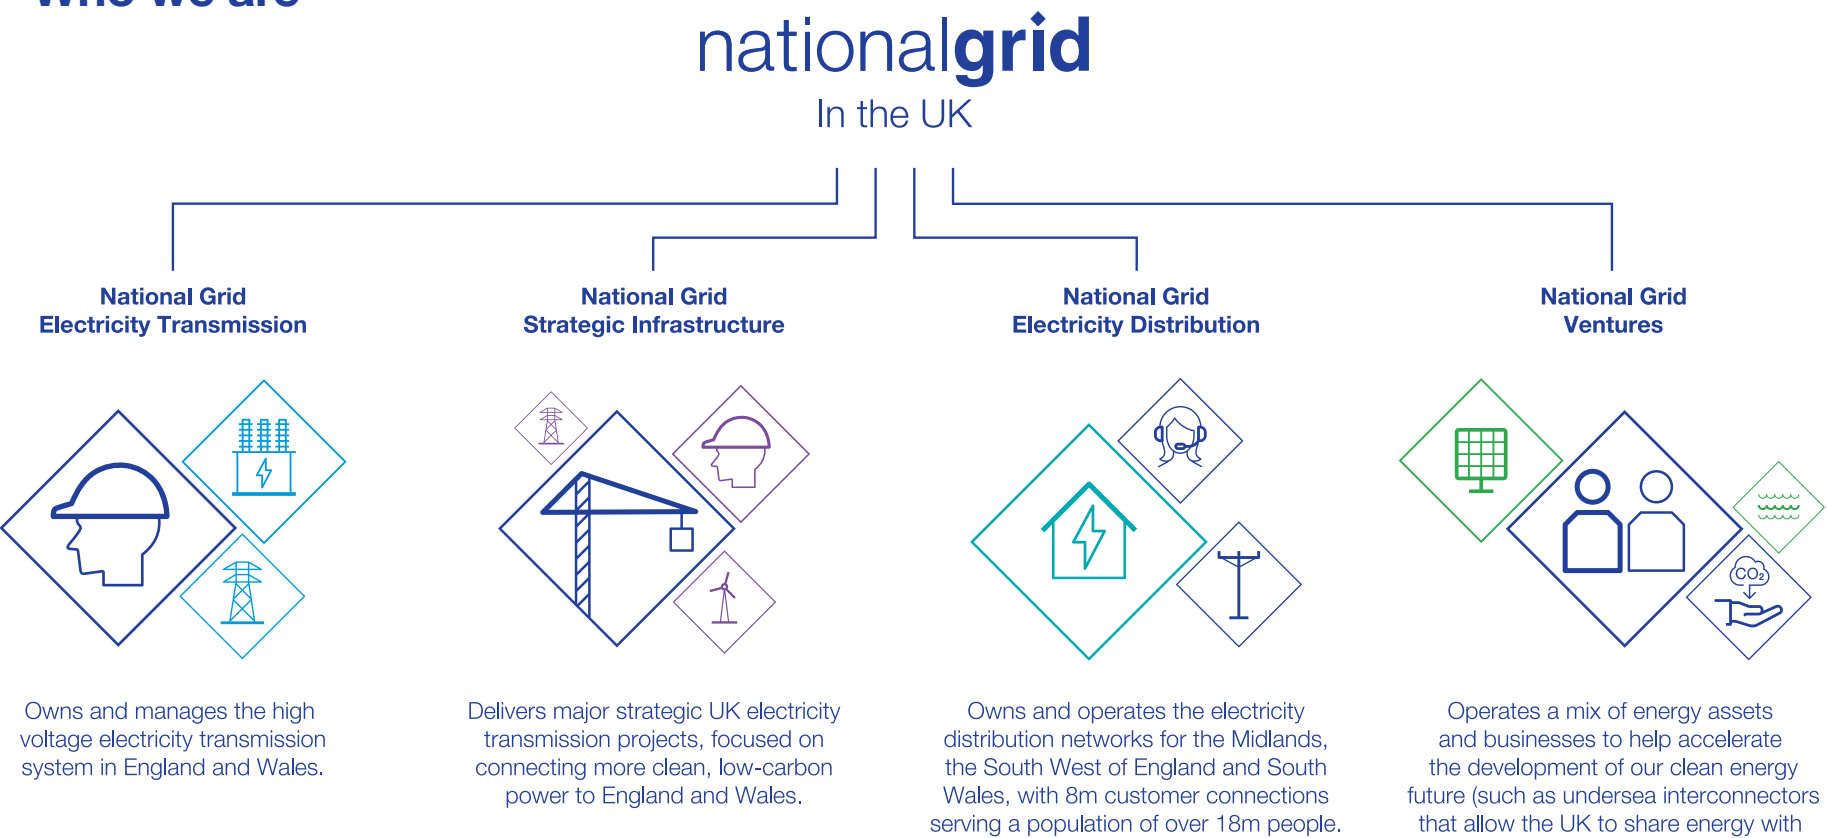 Who we are
nationalgrid
In the UK
National Grid
Electricity Transmission
National Grid
Strategic Infrastructure
National Grid
Electricity Distribution
National Grid
Ventures
CO₂
Owns and manages the high
voltage electricity transmission
system in England and Wales.
Delivers major strategic UK electricity
transmission projects, focused on
connecting more clean, low-carbon
power to England and Wales.
Owns and operates the electricity
distribution networks for the Midlands,
the South West of England and South
Wales, with 8m customer connections
serving a population of over 18m people.
Operates a mix of energy assets
and businesses to help accelerate
the development of our clean energy
future (such as undersea interconnectors
that allow the UK to share energy with